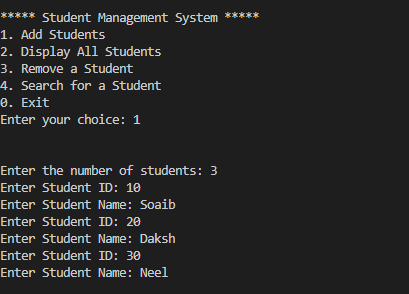 ***** Student Management System *****
1. Add Students
2. Display All Students
3. Remove a Student
4. Search for a Student
0. Exit
Enter your choice: 1
Enter the number of students: 3
Enter Student ID: 10
Enter Student Name: Soaib
Enter Student ID: 20
Enter Student Name: Daksh
Enter Student ID: 30
Enter Student Name: Neel